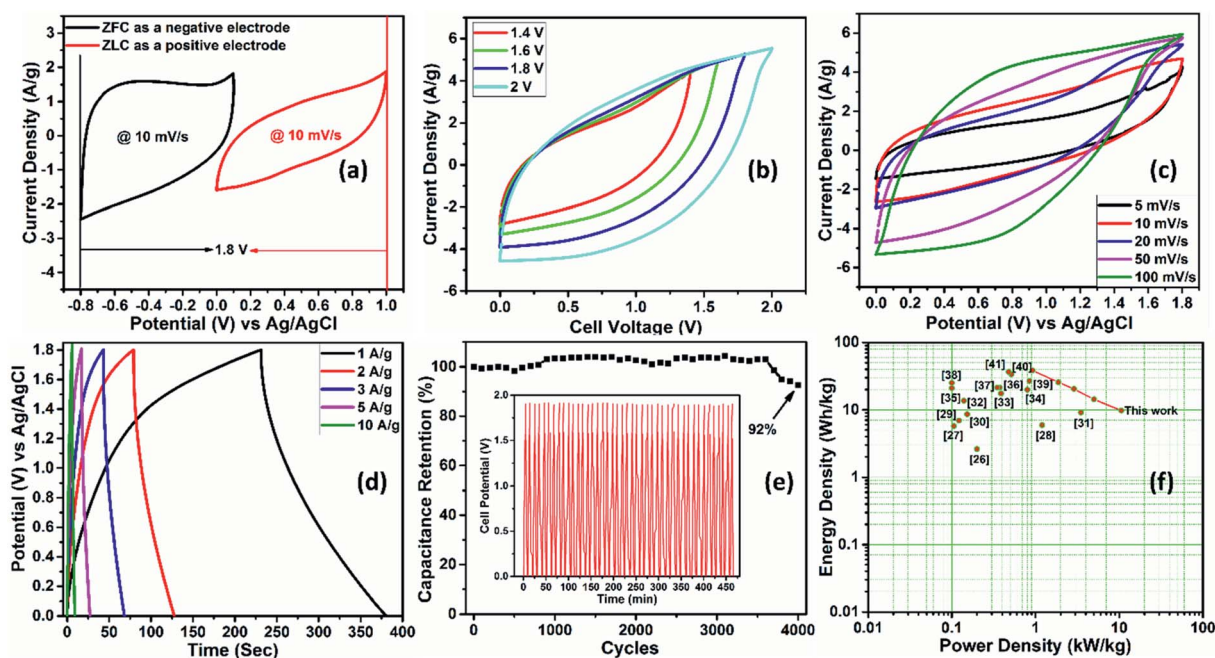 3
2
1
0
-1
-2
-3
-4
Current Density (A/g)
ZFC as a negative electrode
ZLC as a positive electrode
@ 10 mV/s
@ 10 mV/s
(a)
1.8 V
-0.8 -0.6 -0.4 -0.2 0.0 0.2 0.4 0.6 0.8 1.0
Potential (V) vs Ag/AgCl
6
4
2
0
-2
-4
-6
Current Density (A/g)
1.4 V
1.6 V
1.8 V
2 V
(b)
0.0 0.5 1.0 1.5 2.0
Cell Voltage (V)
6
4
2
0
-2
-4
-6
Current Density (A/g)
(c)
5 mV/s
10 mV/s
20 mV/s
50 mV/s
100 mV/s
0.0 0.2 0.4 0.6 0.8 1.0 1.2 1.4 1.6 1.8
Potential (V) vs Ag/AgCl
1.8
1.6
1.4
1.2
1.0
0.8
0.6
0.4
0.2
0.0
Potential (V) vs Ag/AgCl
1 A/g
2 A/g
3 A/g
5 A/g
10 A/g
(d)
0 50 100 150 200 250 300 350 400
Time (Sec)
100
80
60
40
20
0
Capacitance Retention (%)
92%
2.0
1.5
1.0
0.5
0.0
Cell Potential (V)
0 50 100 150 200 250 300 350 400 450
Time (min)
(e)
0 500 1000 1500 2000 2500 3000 3500 4000
Cycles
100
10
1
0.1
0.01
Energy Density (Wh/kg)
[41]
[40]
[38]
[37]
[36]
[39]
[35]
[32]
[33]
[34]
[29]
[30]
[31]
[27]
[28]
[26]
This work
(f)
0.01 0.1 1 10 100
Power Density (kW/kg)